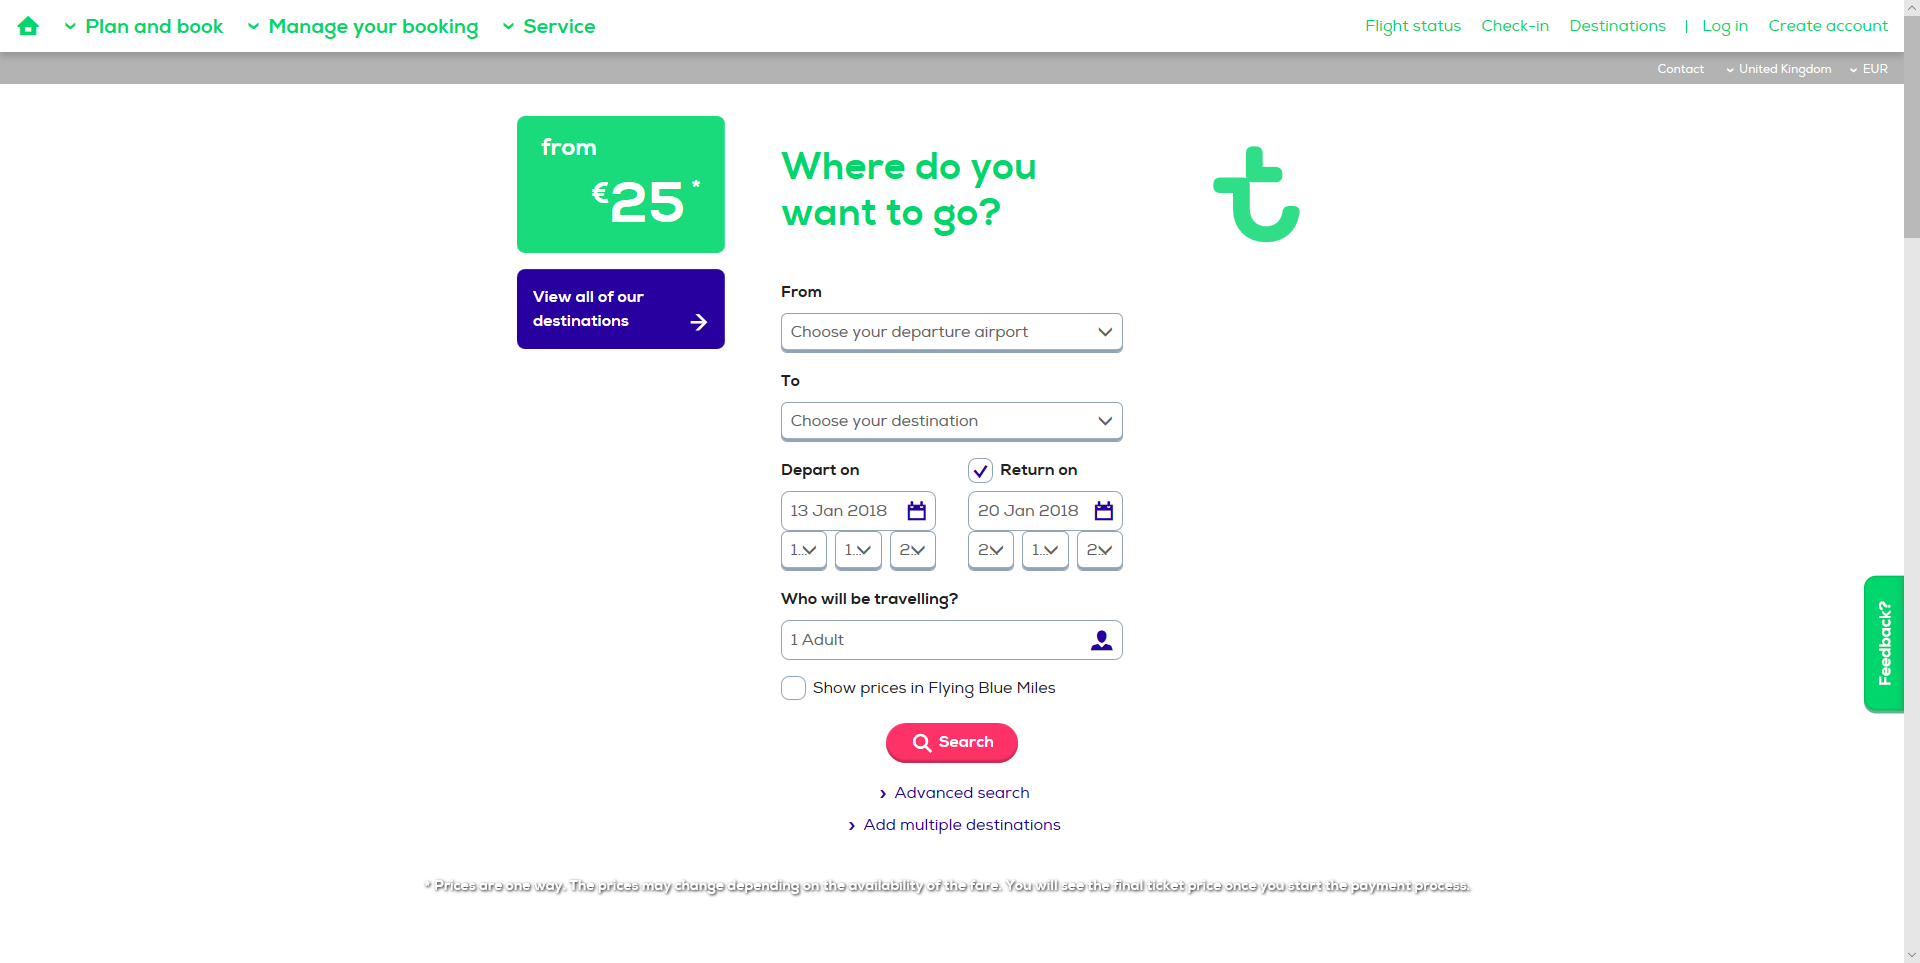 Plan and book
Manage your booking
Service
Flight status
Check-in
Destinations
|
Log in
Create account
Contact
United Kingdom
EUR
from
€25*
View all of our
destinations
Where do you
want to go?
From
Choose your departure airport
To
Choose your destination
Depart on
Return on
13 Jan 2018
20 Jan 2018
1...
1...
2...
2...
1...
2...
Who will be travelling?
1 Adult
Show prices in Flying Blue Miles
Search
Advanced search
Add multiple destinations
* Prices are one way. The prices may change depending on the availability of the fare. You will see the final ticket price once you start the payment process.
Feedback?